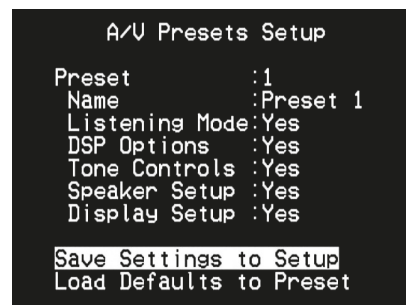 A/V Presets Setup
Preset :1
Name :Preset 1
Listening Mode:Yes
DSP Options :Yes
Tone Controls :Yes
Speaker Setup :Yes
Display Setup :Yes
Save Settings to Setup
Load Defaults to Preset